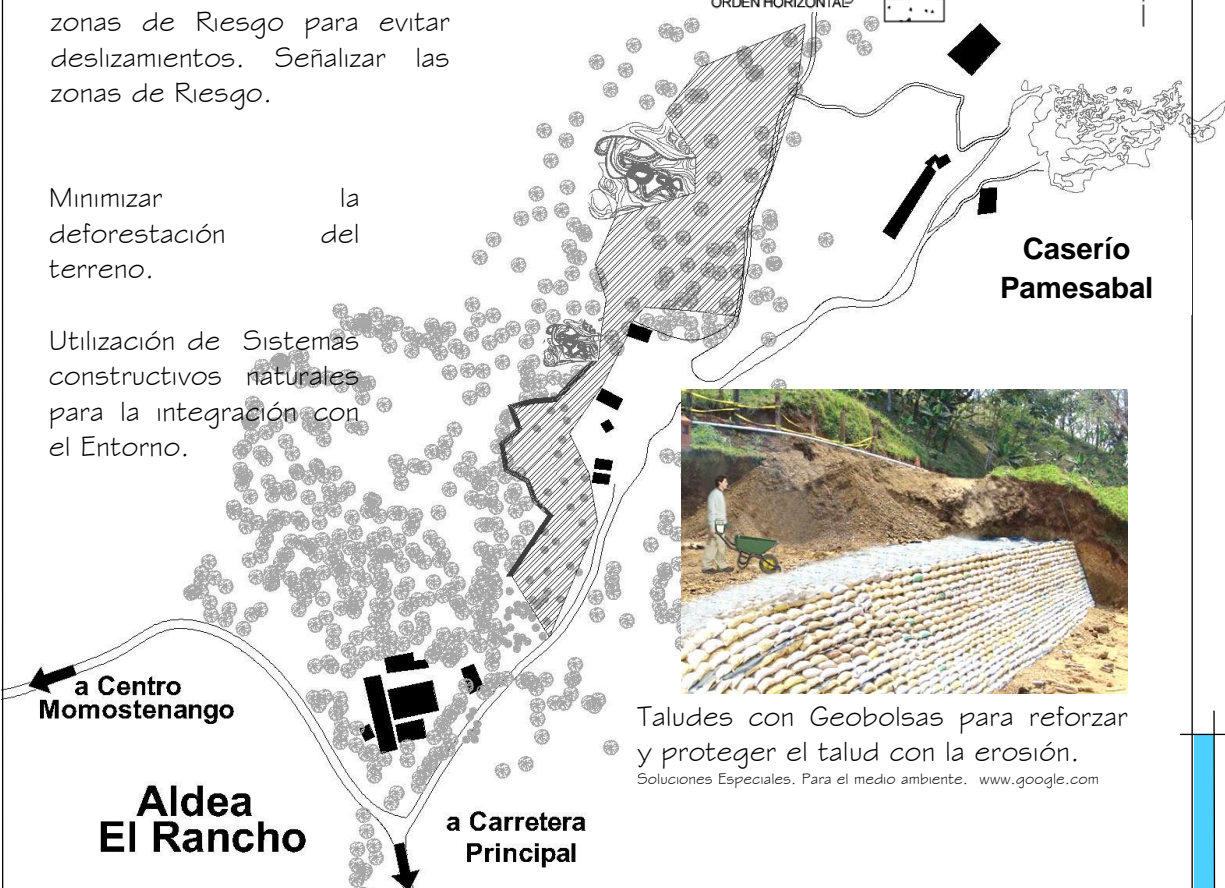 ORDEN HORIZONTAL
zonas de Riesgo para evitar
deslizamientos. Señalizar las
zonas de Riesgo.
Minimizar la
deforestación del
terreno.
Utilización de Sistemas
constructivos naturales
para la integración con
el Entorno.
Caserío
Pamesabal
a Centro
Momostenango
Aldea
El Rancho
a Carretera
Principal
Taludes con Geobolsas para reforzar
y proteger el talud con la erosión.
Soluciones Especiales. Para el medio ambiente. www.google.com